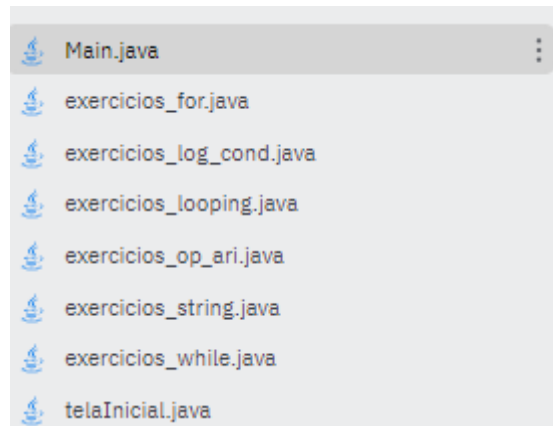 Main.java
exercicios_for.java
exercicios_log_cond.java
exercicios_looping.java
exercicios_op_ari.java
exercicios_string.java
exercicios_while.java
telaInicial.java